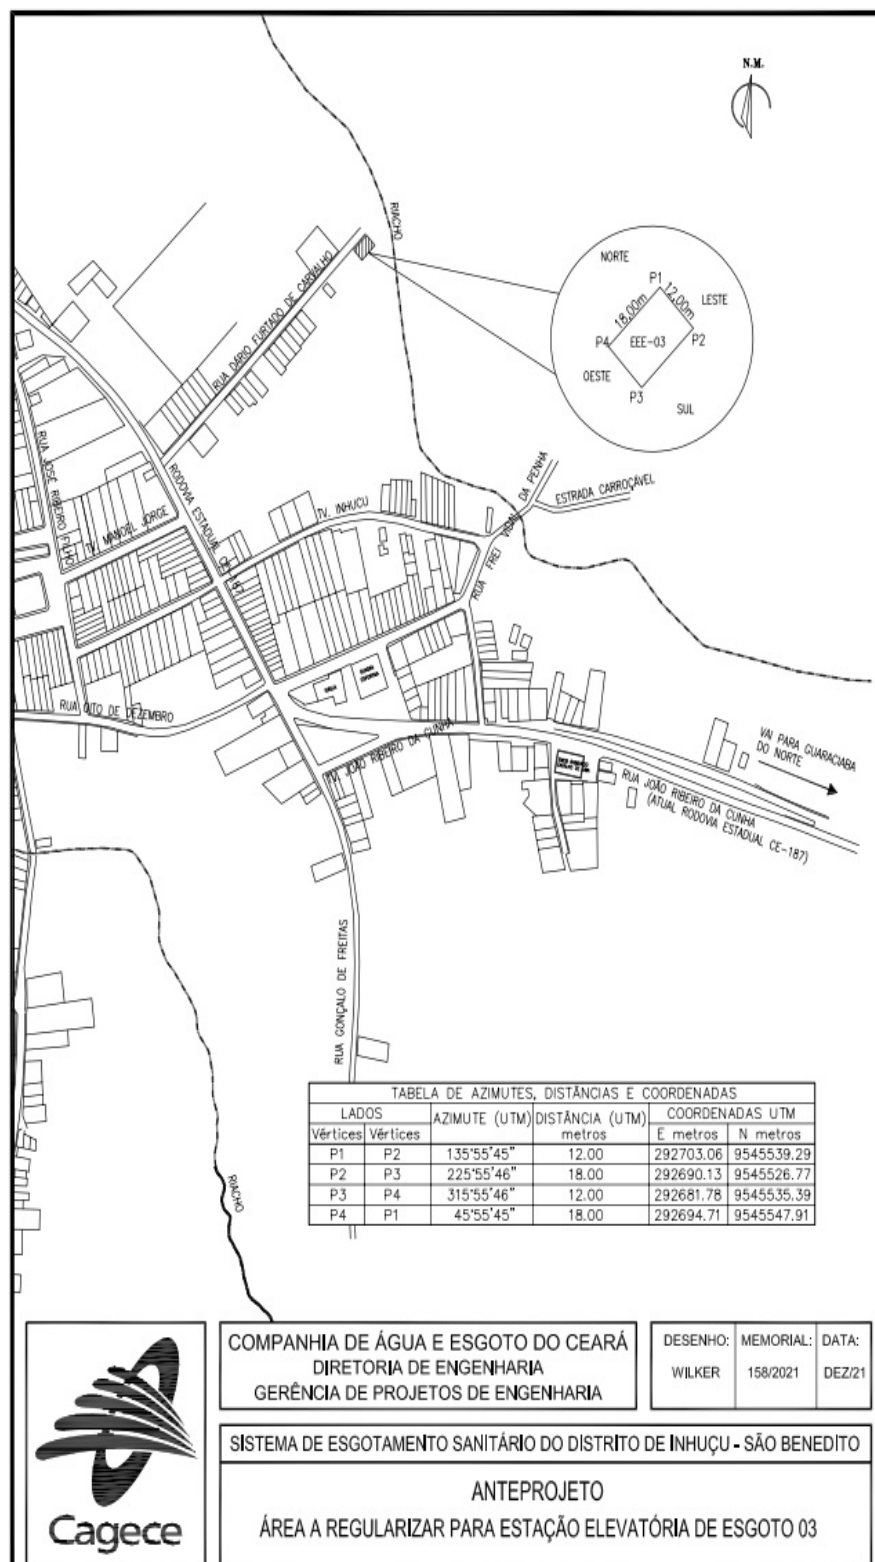 N.M.
RIACHO
NORTE
P1
18,00m
12,00m
LESTE
P4
EEE-03
P2
OESTE
P3
SUL
RUA DÁRIO FURTADO DE CARVALHO
RUA JOSÉ RIBEIRO FILHO
TV. MANOEL JORGE
RODOVIA ESTADUAL CE-187
TV. INHUCU
RUA FREI VIDAL DA PENHA
ESTRADA CARROÇÁVEL
RUA OITO DE DEZEMBRO
TV. JOÃO RIBEIRO DA CUNHA
VAI PARA GUARACIABA
DO NORTE
RUA JOÃO RIBEIRO DA CUNHA
(ATUAL RODOVIA ESTADUAL CE-187)
RUA GONÇALO DE FREITAS
RIACHO
TABELA DE AZIMUTES, DISTÂNCIAS E COORDENADAS
LADOS AZIMUTE (UTM) DISTÂNCIA (UTM) metros COORDENADAS UTM
Vértices Vértices E metros N metros
P1 P2 135°55'45" 12.00 292703.06 9545539.29
P2 P3 225°55'46" 18.00 292690.13 9545526.77
P3 P4 315°55'46" 12.00 292681.78 9545535.39
P4 P1 45°55'45" 18.00 292694.71 9545547.91
Cagece
COMPANHIA DE ÁGUA E ESGOTO DO CEARÁ
DIRETORIA DE ENGENHARIA
GERÊNCIA DE PROJETOS DE ENGENHARIA
DESENHO: MEMORIAL: DATA:
WILKER 158/2021 DEZ/21
SISTEMA DE ESGOTAMENTO SANITÁRIO DO DISTRITO DE INHUÇU - SÃO BENEDITO
ANTEPROJETO
ÁREA A REGULARIZAR PARA ESTAÇÃO ELEVATÓRIA DE ESGOTO 03